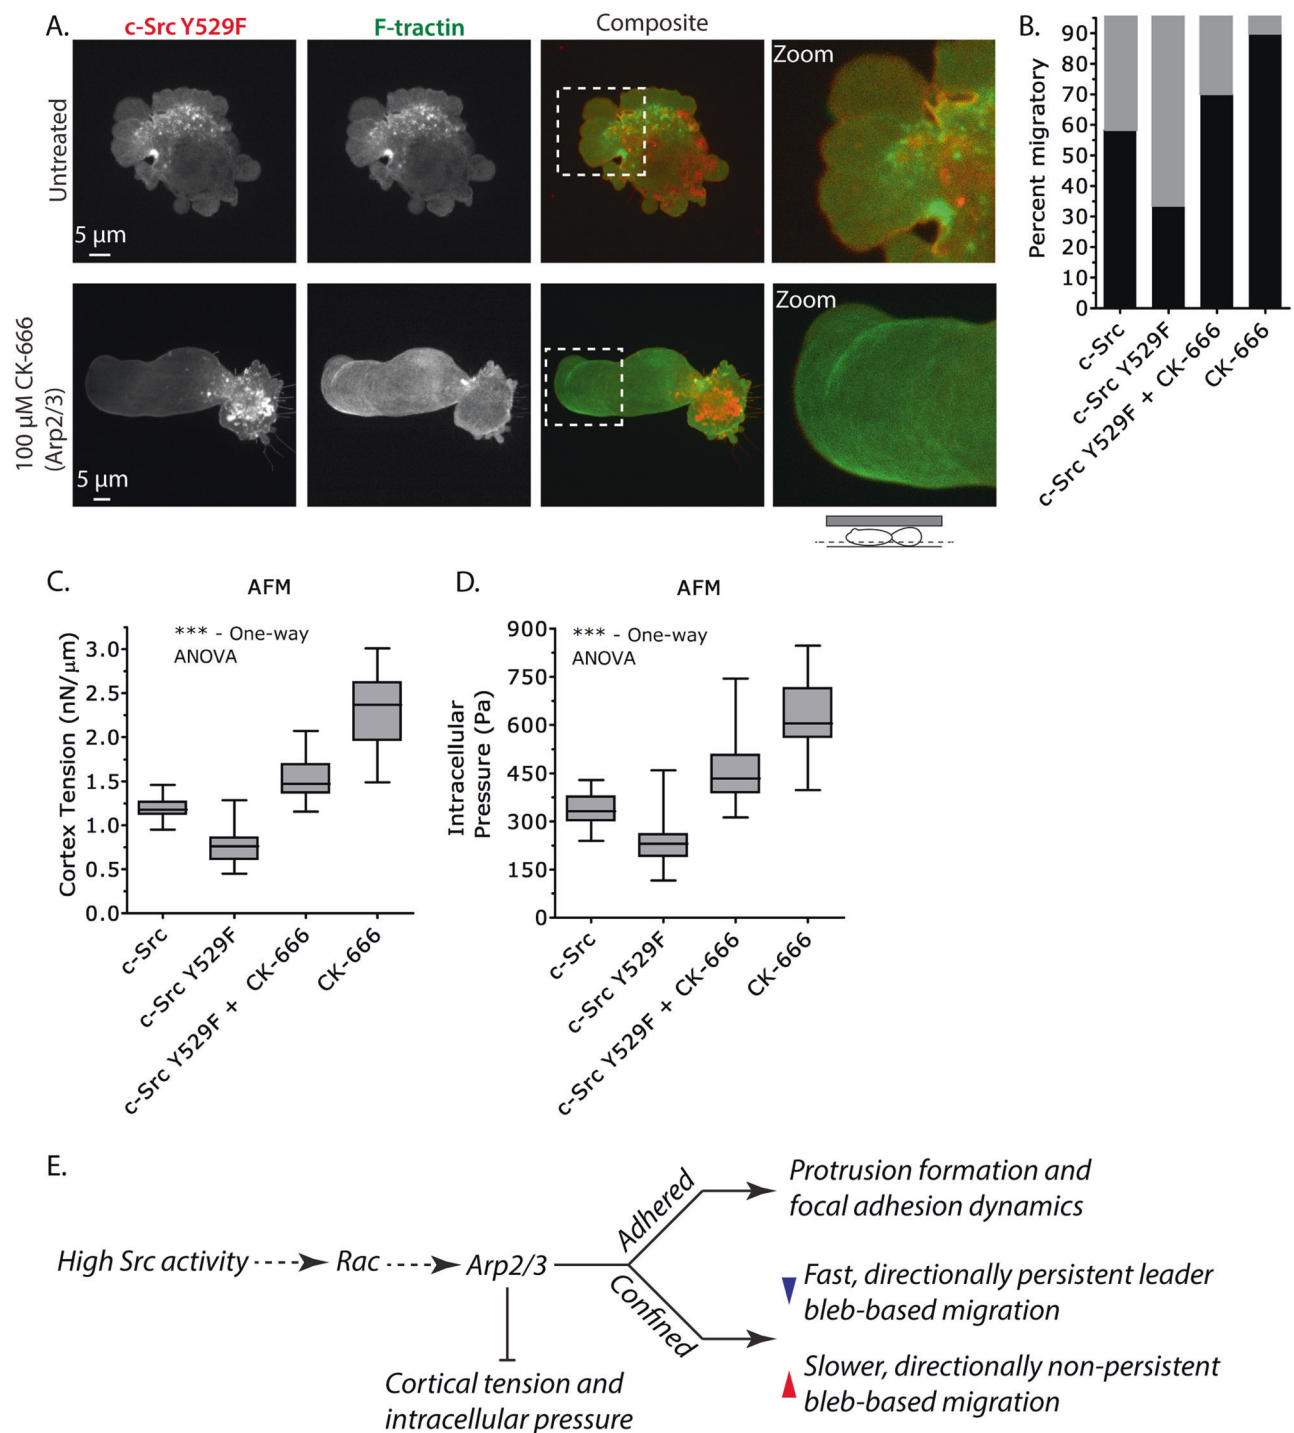 A.
c-Src Y529F
F-tractin
Composite
Zoom
Untreated
5 µm
100 µM CK-666
(Arp2/3)
Zoom
5 µm
B.
Percent migratory
90
80
70
60
50
40
30
20
10
0
c-Src
c-Src Y529F
c-Src Y529F + CK-666
CK-666
C.
AFM
*** - One-way
ANOVA
Cortex Tension (nN/µm)
3.0
2.5
2.0
1.5
1.0
0.5
0.0
c-Src
c-Src Y529F
c-Src Y529F + CK-666
CK-666
D.
AFM
*** - One-way
ANOVA
Intracellular
Pressure (Pa)
900
750
600
450
300
150
0
c-Src
c-Src Y529F
c-Src Y529F + CK-666
CK-666
E.
High Src activity
Rac
Arp2/3
Adhered
Confined
Protrusion formation and
focal adhesion dynamics
Fast, directionally persistent leader
bleb-based migration
Slower, directionally non-persistent
bleb-based migration
Cortical tension and
intracellular pressure